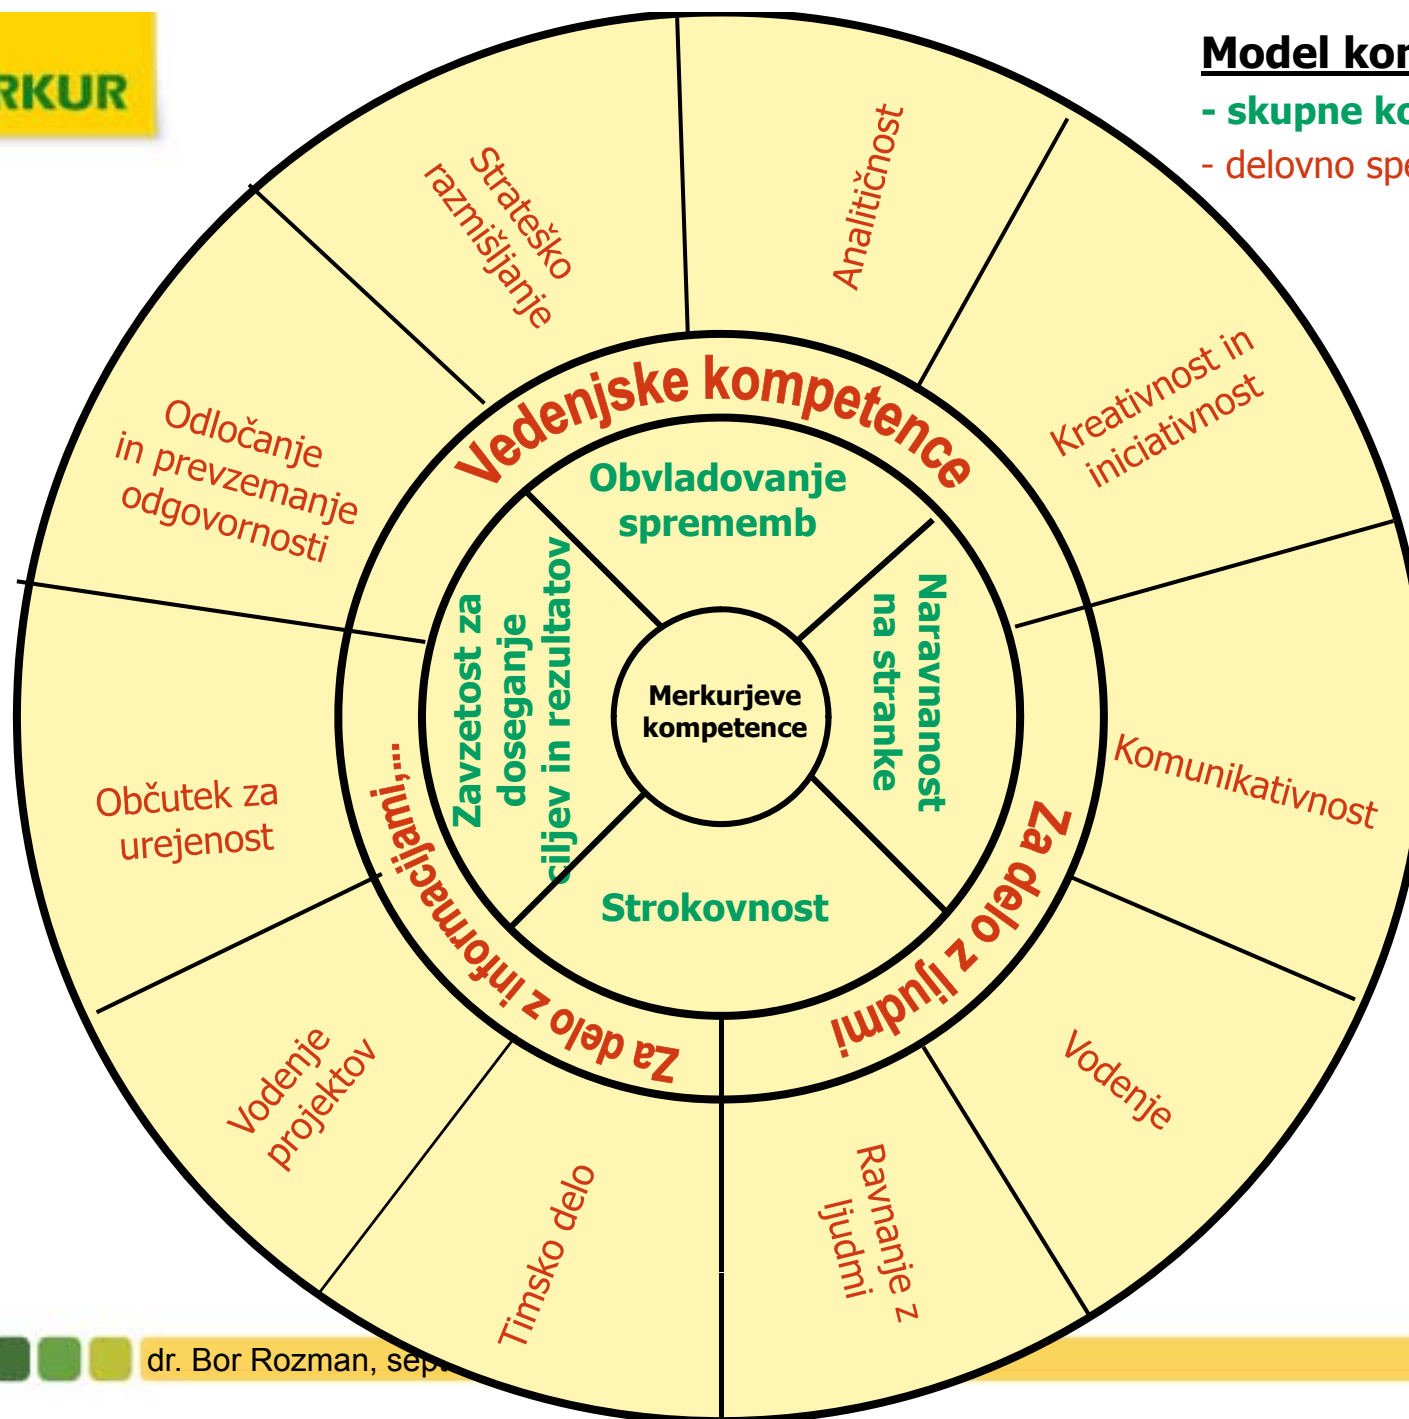 RKUR
Model kor
- skupne ko
- delovno spe
Strateško
razmišljanje
Analitičnost
Kreativnost in
iniciativnost
Odločanje
in prevzemanje
odgovornosti
Vedenjske kompetence
Obvladovanje
sprememb
Zavzetost za
doseganje
ciljev in rezultatov
Naravnanost
na stranke
Merkurjeve
kompetence
Strokovnost
Komunikativnost
Občutek za
urejenost
Za delo z informacijami,...
Za delo z ljudmi
Vodenje
projektov
Vodenje
Timsko delo
Ravnanje z
ljudmi
dr. Bor Rozman, sept